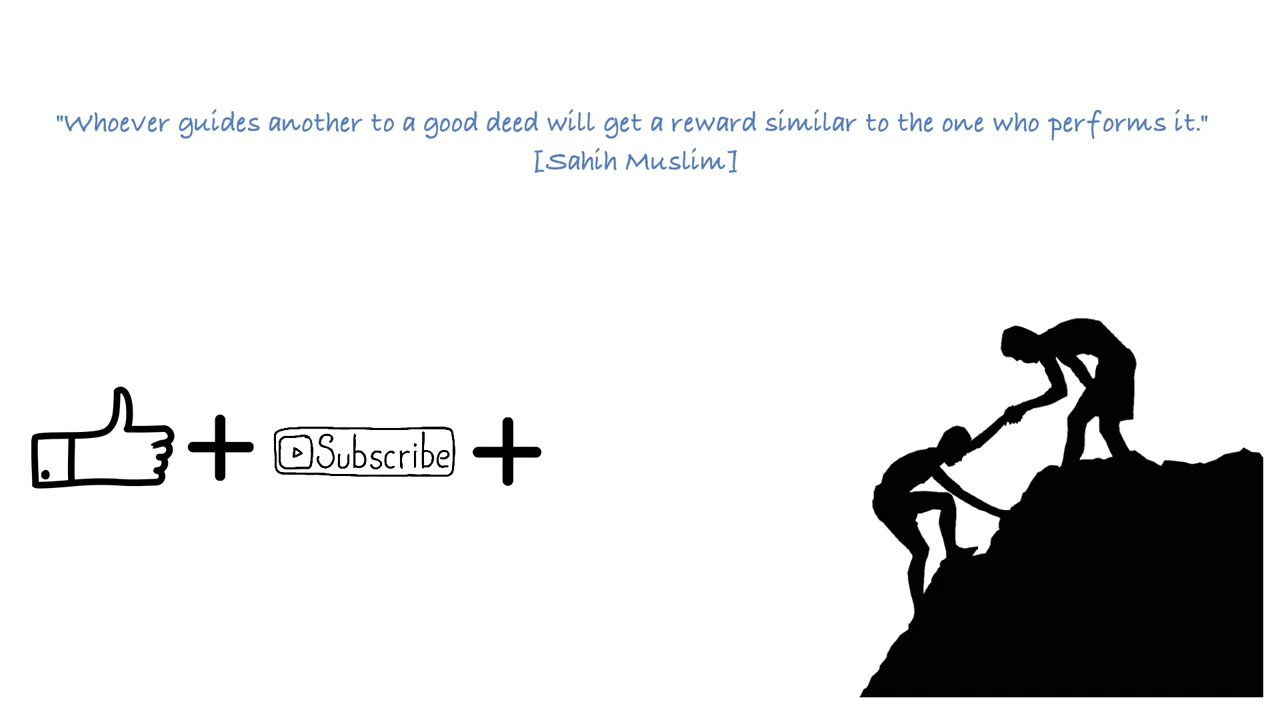 "Whoever guides another to a good deed will get a reward similar to the one who performs it."
[Sahih Muslim]
Subscribe